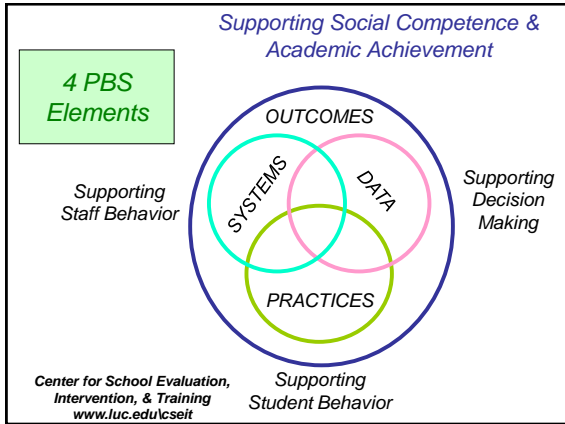 Supporting Social Competence &
Academic Achievement
4 PBS
Elements
OUTCOMES
SYSTEMS
DATA
Supporting
Staff Behavior
Supporting
Decision
Making
PRACTICES
Center for School Evaluation,
Intervention, & Training
www.luc.edu\cseit
Supporting
Student Behavior